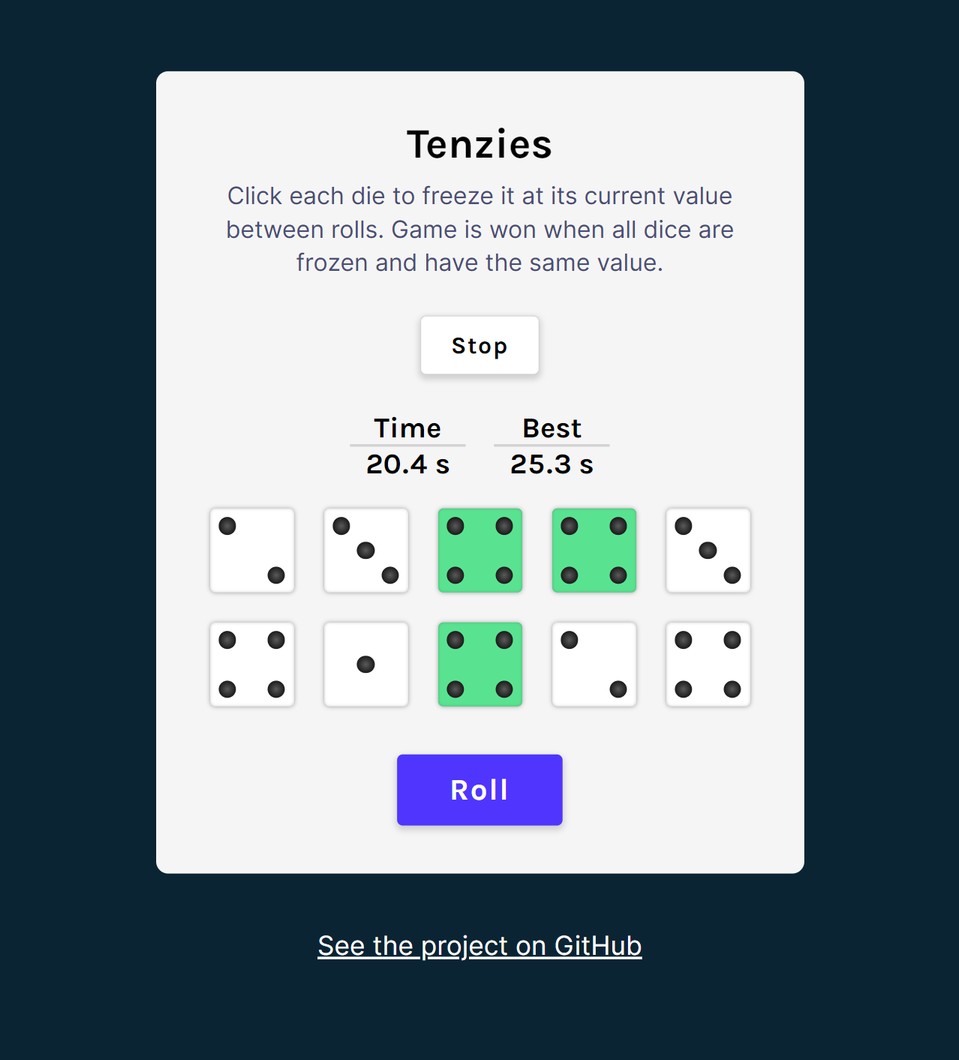 Tenzies
Click each die to freeze it at its current value
between rolls. Game is won when all dice are
frozen and have the same value.
Stop
Time Best
20.4 s 25.3 s
Roll
See the project on GitHub